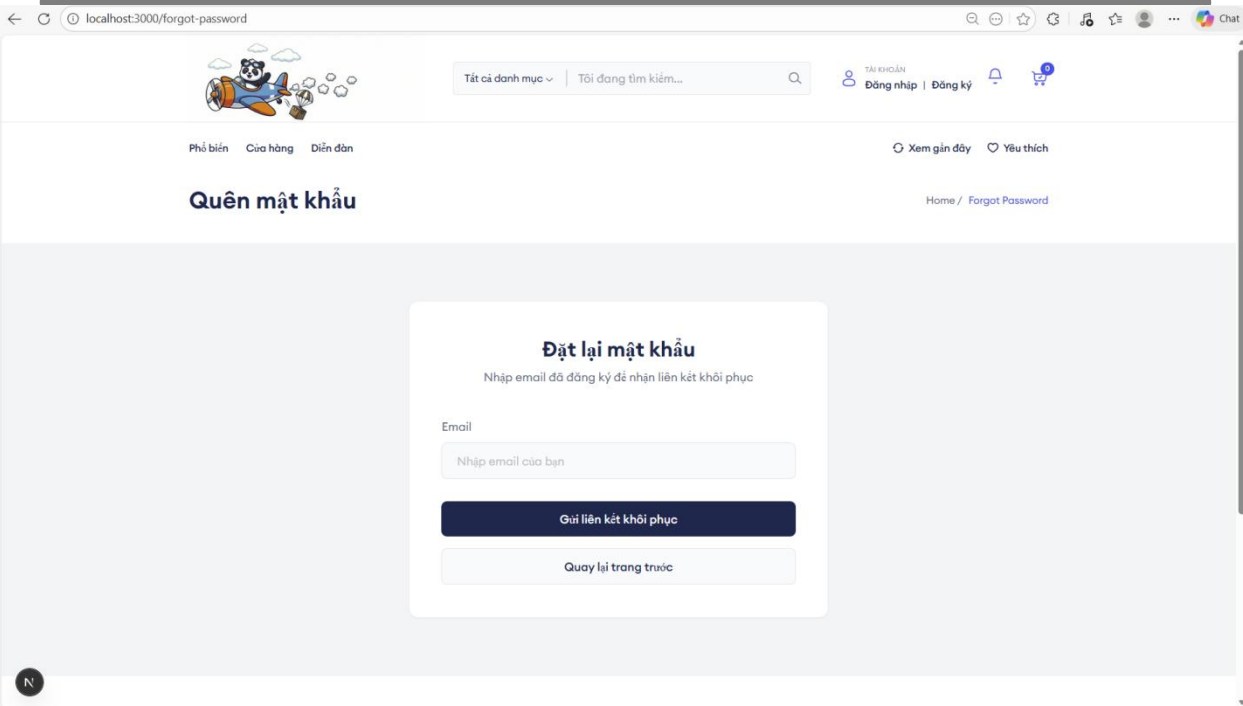 localhost:3000/forgot-password
Chat
Tất cả danh mục
Tôi đang tìm kiếm...
TÀI KHOẢN
Đăng nhập | Đăng ký
0
Phổ biến Cửa hàng Diễn đàn
Xem gần đây Yêu thích
Quên mật khẩu
Home / Forgot Password
Đặt lại mật khẩu
Nhập email đã đăng ký để nhận liên kết khôi phục
Email
Nhập email của bạn
Gửi liên kết khôi phục
Quay lại trang trước
N